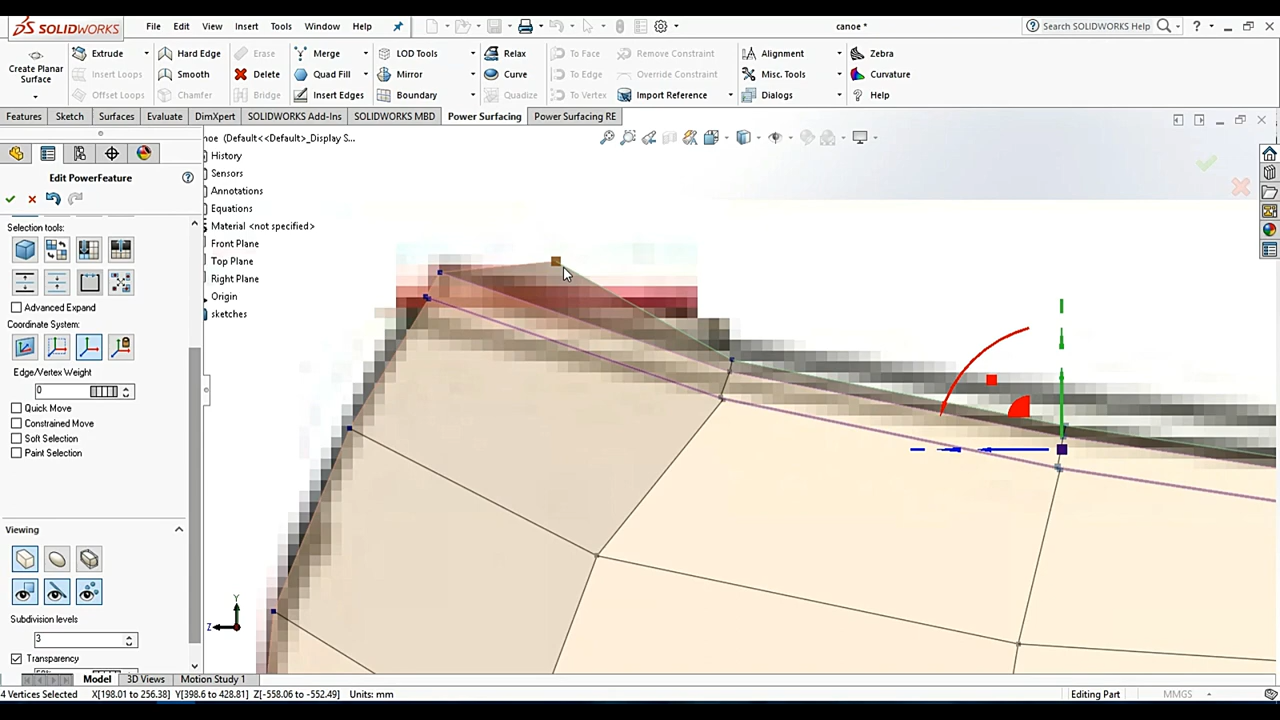 SOLIDWORKS File Edit View Insert Tools Window Help canoe * Search SOLIDWORKS Help ?
Create Planar Surface
Extrude Hard Edge Erase Merge LOD Tools Relax To Face Remove Constraint Alignment Zebra
Insert Loops Smooth Delete Quad Fill Mirror Curve To Edge Override Constraint Misc. Tools Curvature
Offset Loops Chamfer Bridge Insert Edges Boundary Quadize To Vertex Import Reference Dialogs Help
Features Sketch Surfaces Evaluate DimXpert SOLIDWORKS Add-Ins SOLIDWORKS MBD Power Surfacing Power Surfacing RE
noe (Default<<Default>_Display S...
History
Sensors
Annotations
Equations
Material <not specified>
Front Plane
Top Plane
Right Plane
Origin
sketches
Edit PowerFeature
Selection tools:
Advanced Expand
Coordinate System:
Edge/Vertex Weight
0
Quick Move
Constrained Move
Soft Selection
Paint Selection
Viewing
Subdivision levels
3
Transparency
Y
Z
Model 3D Views Motion Study 1
4 Vertices Selected X[198.01 to 256.38] Y[398.6 to 428.81] Z[-558.06 to -552.49] Units: mm Editing Part MMGS